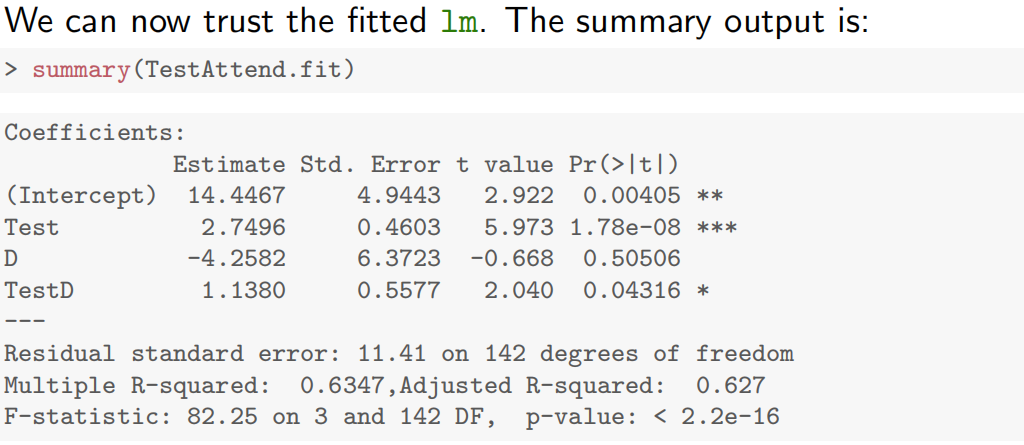 We can now trust the fitted lm. The summary output is:
> summary(TestAttend.fit)
Coefficients:
Estimate Std. Error t value Pr(>|t|)
(Intercept) 14.4467 4.9443 2.922 0.00405 **
Test 2.7496 0.4603 5.973 1.78e-08 ***
D -4.2582 6.3723 -0.668 0.50506
TestD 1.1380 0.5577 2.040 0.04316 *
---
Residual standard error: 11.41 on 142 degrees of freedom
Multiple R-squared: 0.6347,Adjusted R-squared: 0.627
F-statistic: 82.25 on 3 and 142 DF, p-value: < 2.2e-16